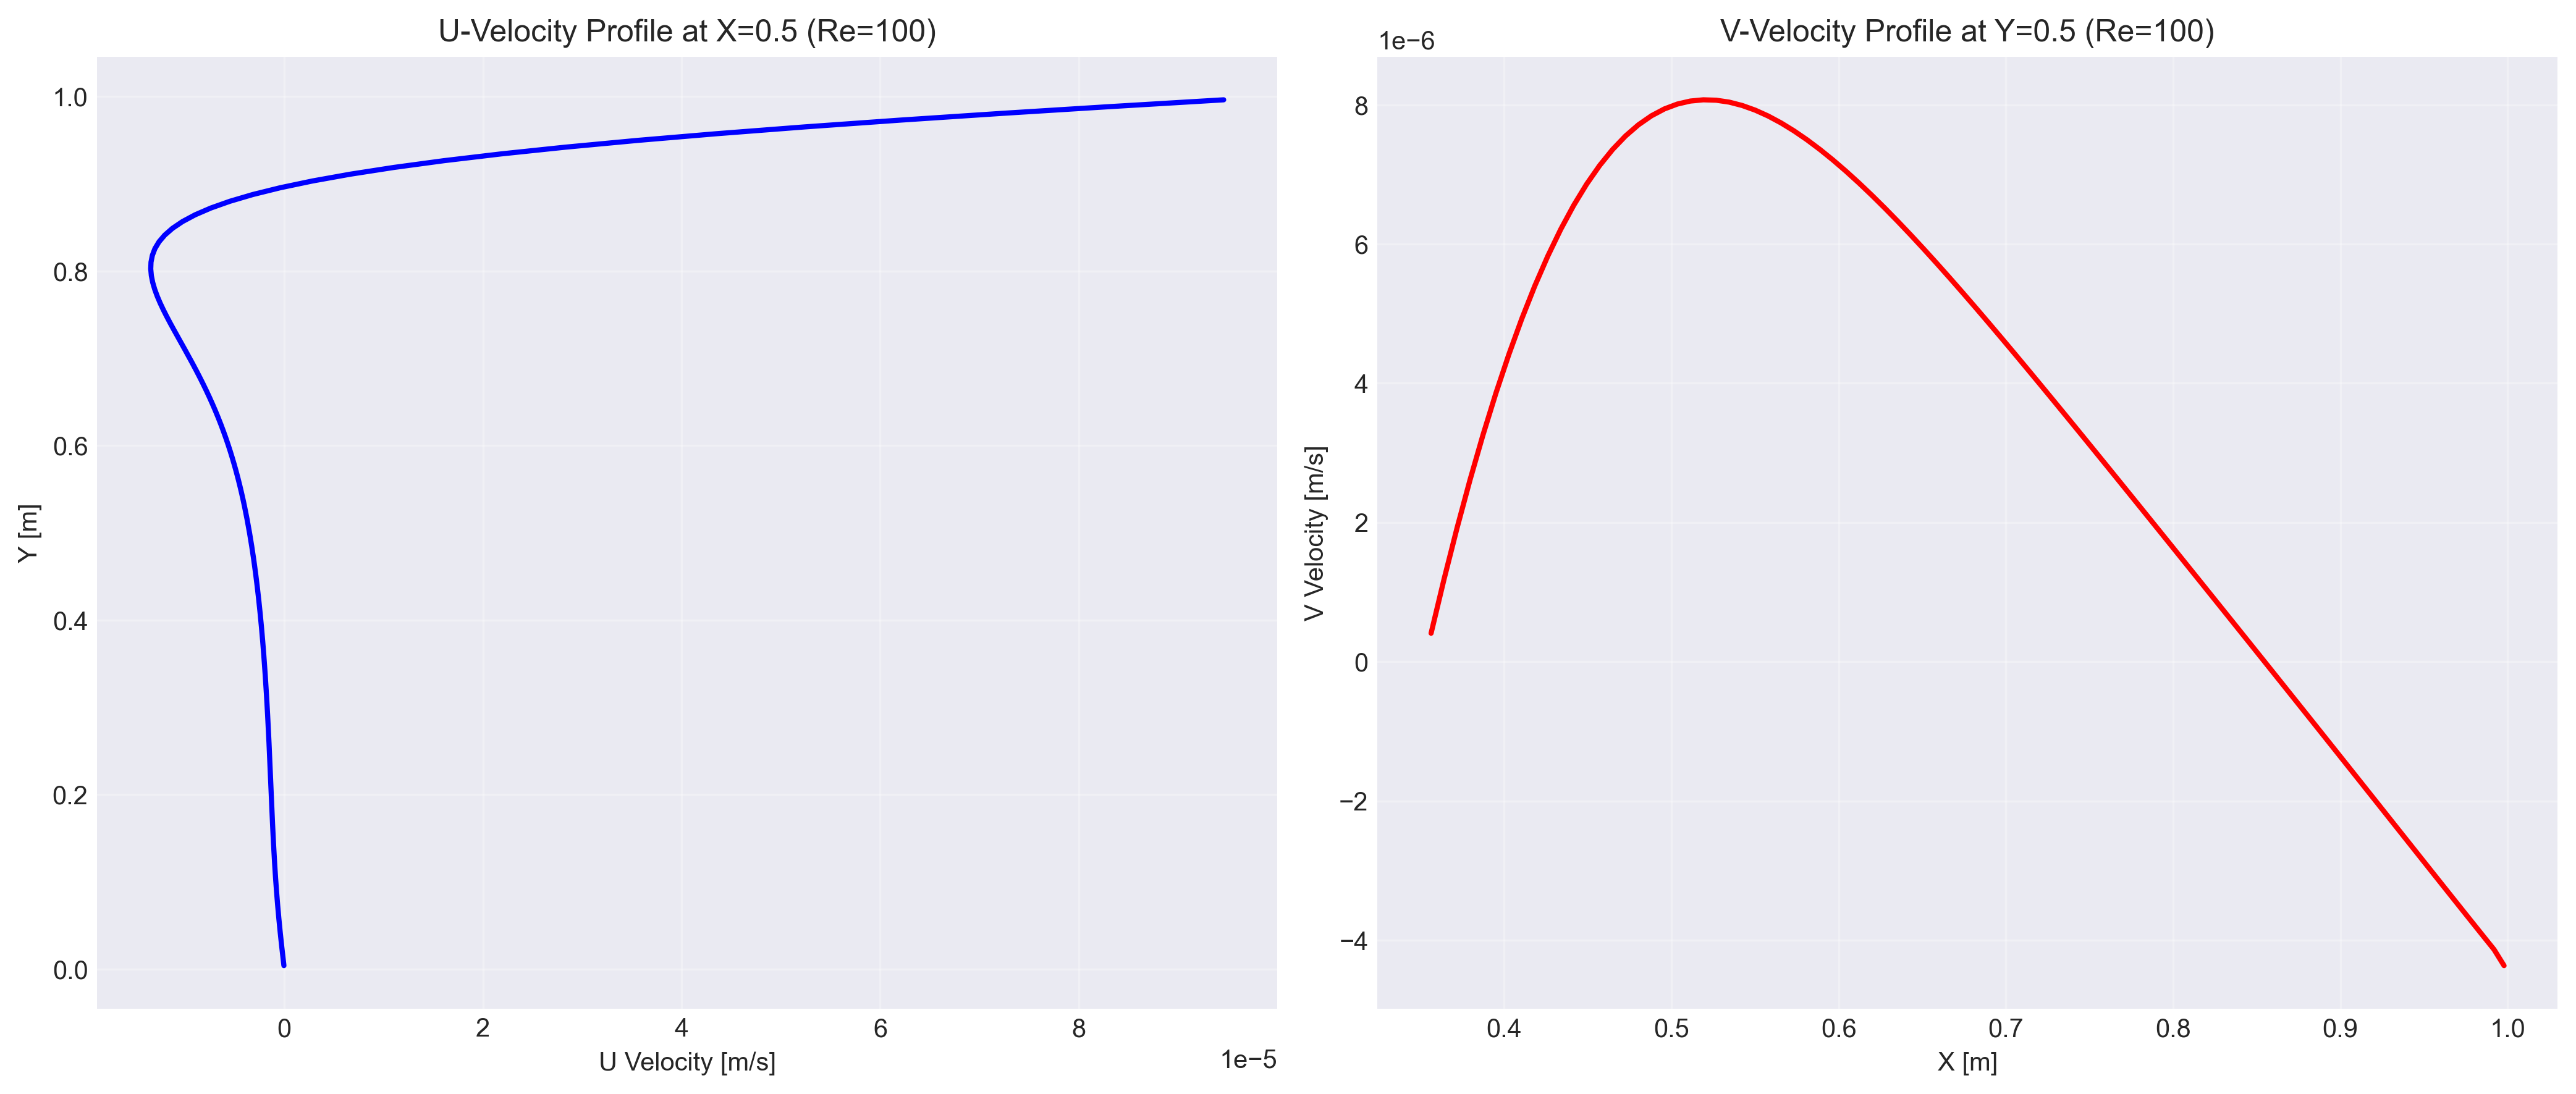 U-Velocity Profile at X=0.5 (Re=100)
1.0
0.8
0.6
0.4
0.2
0.0
Y [m]
0 2 4 6 8
1e−5
U Velocity [m/s]
V-Velocity Profile at Y=0.5 (Re=100)
1e−6
8
6
4
2
0
−2
−4
V Velocity [m/s]
0.4 0.5 0.6 0.7 0.8 0.9 1.0
X [m]